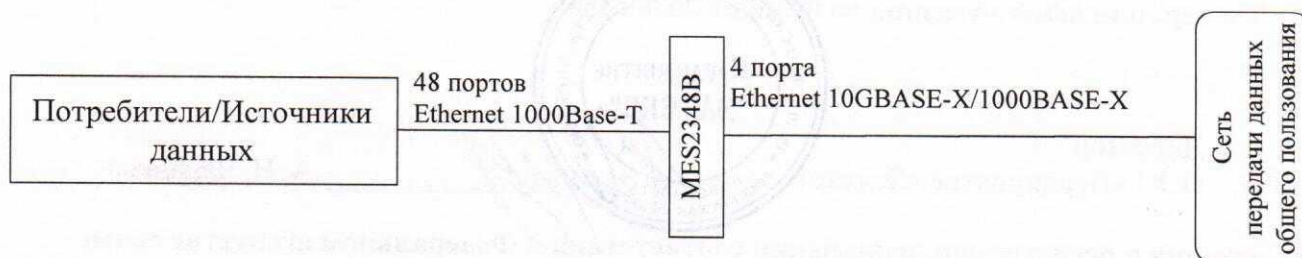 Потребители/Источники
данных
48 портов
Ethernet 1000Base-T
MES2348B
4 порта
Ethernet 10GBASE-X/1000BASE-X
Сеть
передачи данных
общего пользования